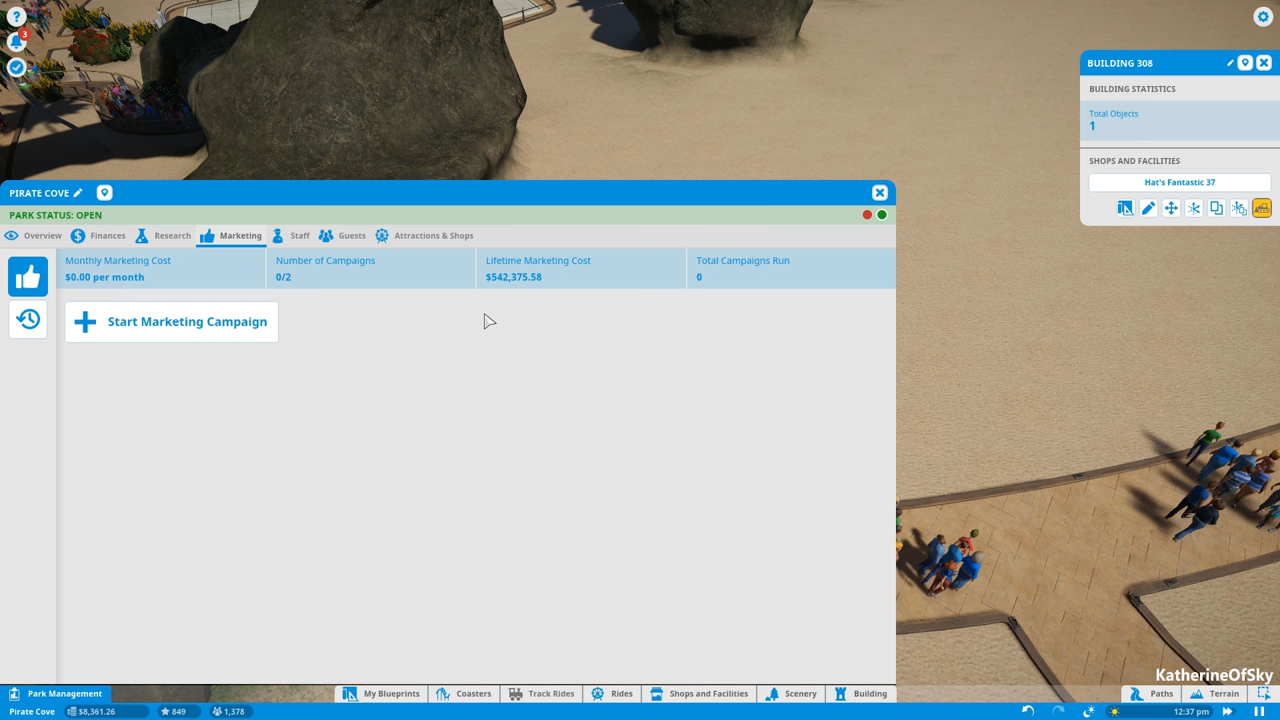 ?
3
BUILDING 308
BUILDING STATISTICS
Total Objects
1
SHOPS AND FACILITIES
Hat's Fantastic 37
PIRATE COVE
PARK STATUS: OPEN
Overview
Finances
Research
Marketing
Staff
Guests
Attractions & Shops
Monthly Marketing Cost
$0.00 per month
Number of Campaigns
0/2
Lifetime Marketing Cost
$542,375.58
Total Campaigns Run
0
Start Marketing Campaign
KatherineOfSky
Park Management
My Blueprints
Coasters
Track Rides
Rides
Shops and Facilities
Scenery
Building
Paths
Terrain
Pirate Cove
$8,361.26
849
1,378
12:37 pm